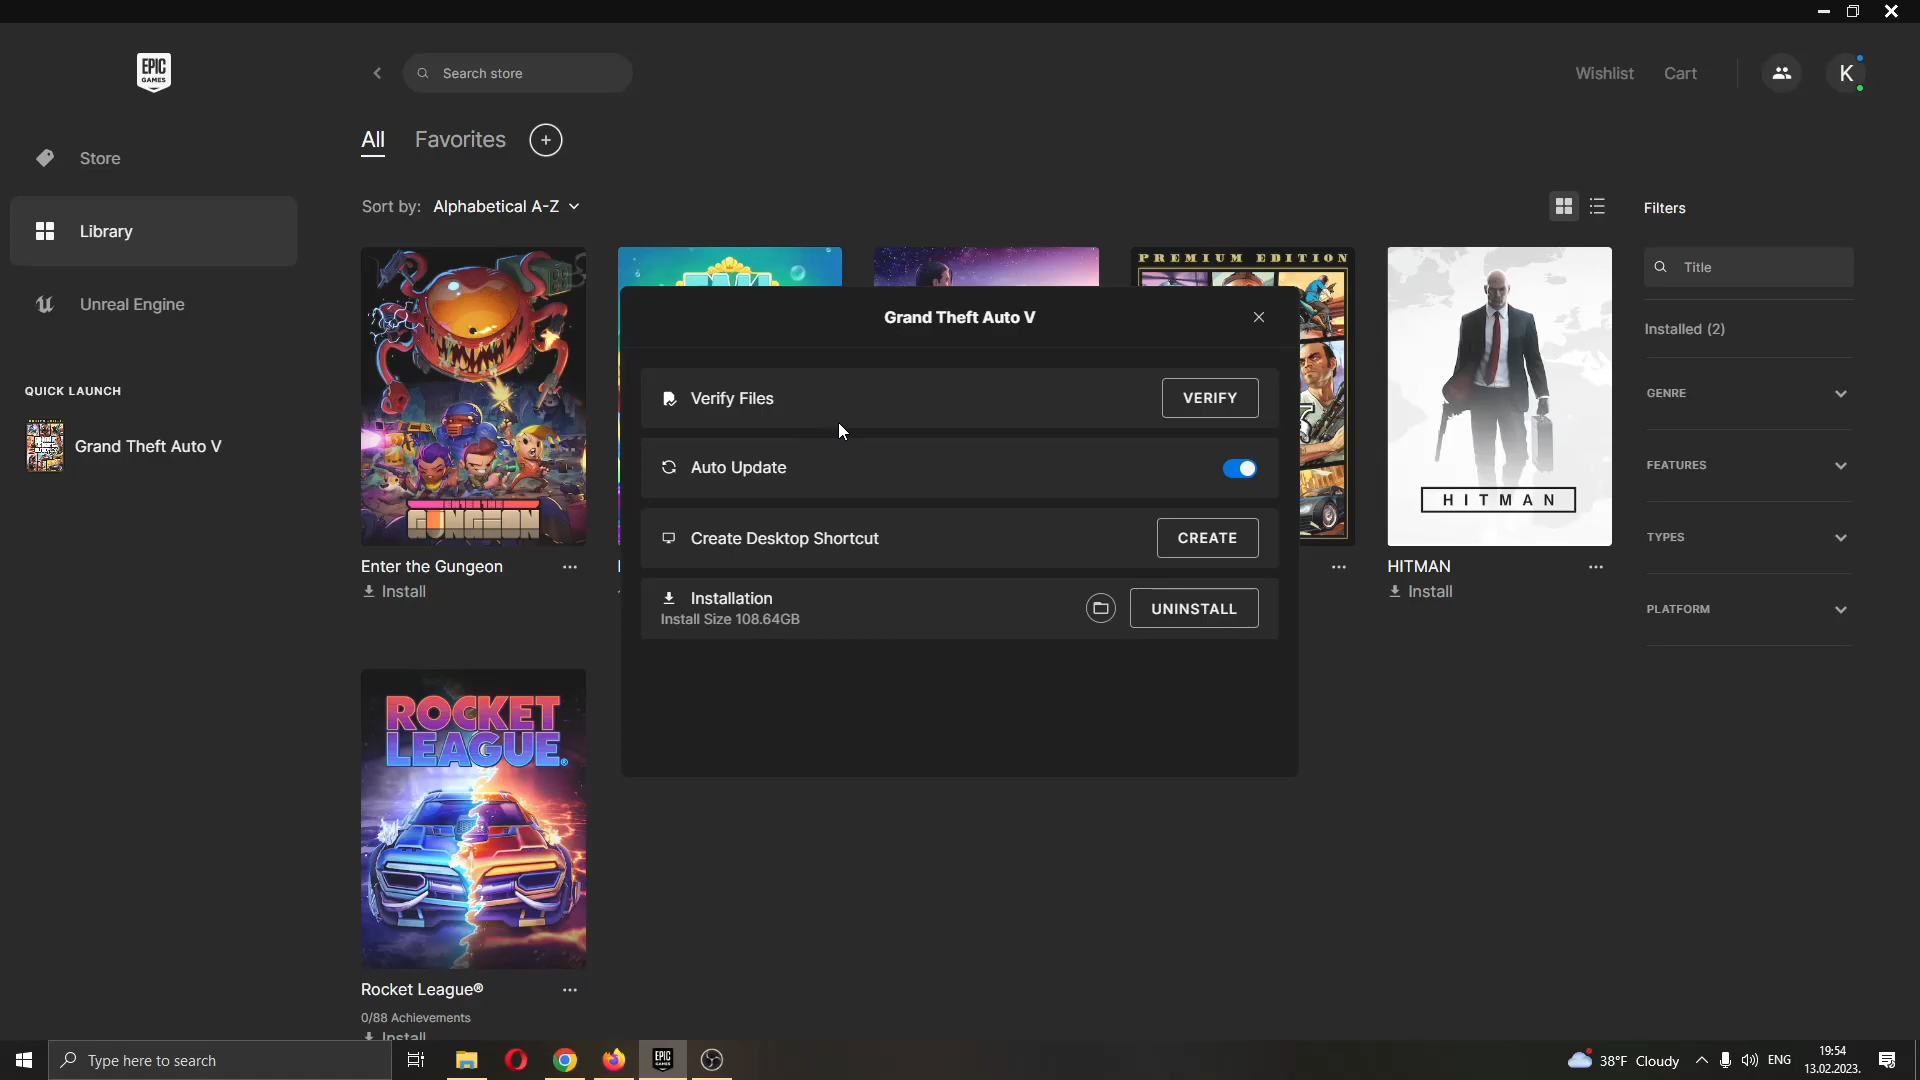 EPIC
GAMES
Search store
Wishlist
Cart
K
Store
Library
Unreal Engine
QUICK LAUNCH
Grand Theft Auto V
All
Favorites
Sort by: Alphabetical A-Z
Filters
Title
Installed (2)
GENRE
FEATURES
TYPES
PLATFORM
ENTER THE
GUNGEON
Enter the Gungeon
Install
PREMIUM EDITION
HITMAN
HITMAN
Install
Grand Theft Auto V
Verify Files
VERIFY
Auto Update
Create Desktop Shortcut
CREATE
Installation
Install Size 108.64GB
UNINSTALL
ROCKET
LEAGUE
Rocket League®
0/88 Achievements
Install
Type here to search
EPIC
GAMES
38°F Cloudy
ENG
19:54
13.02.2023.